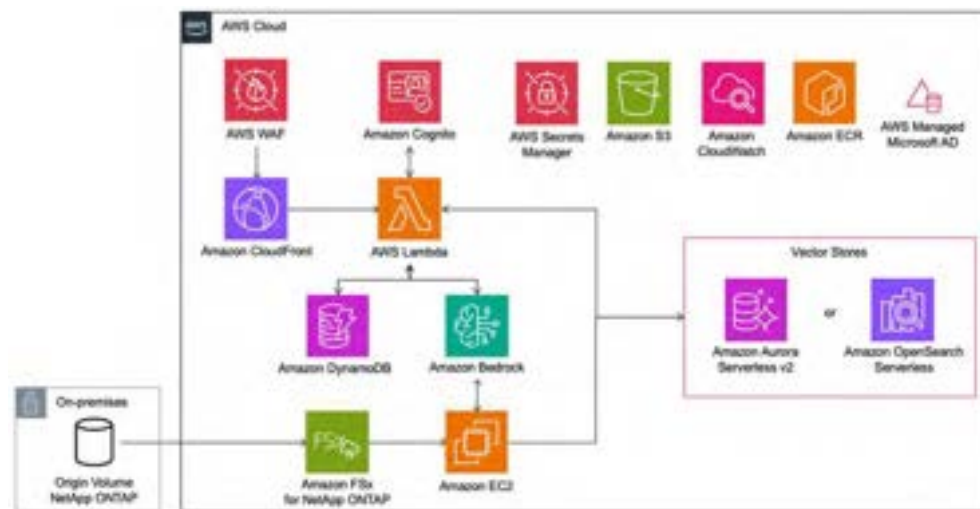 AWS Cloud
AWS WAF
Amazon Cognito
AWS Secrets
Manager
Amazon S3
Amazon
CloudWatch
Amazon ECR
AWS Managed
Microsoft AD
Amazon CloudFront
AWS Lambda
Vector Stores
Amazon DynamoDB
Amazon Bedrock
Amazon Aurora
Serverless v2
or
Amazon OpenSearch
Serverless
On-premises
Origin Volume
NetApp ONTAP
FSx
Amazon FSx
for NetApp ONTAP
Amazon EC2